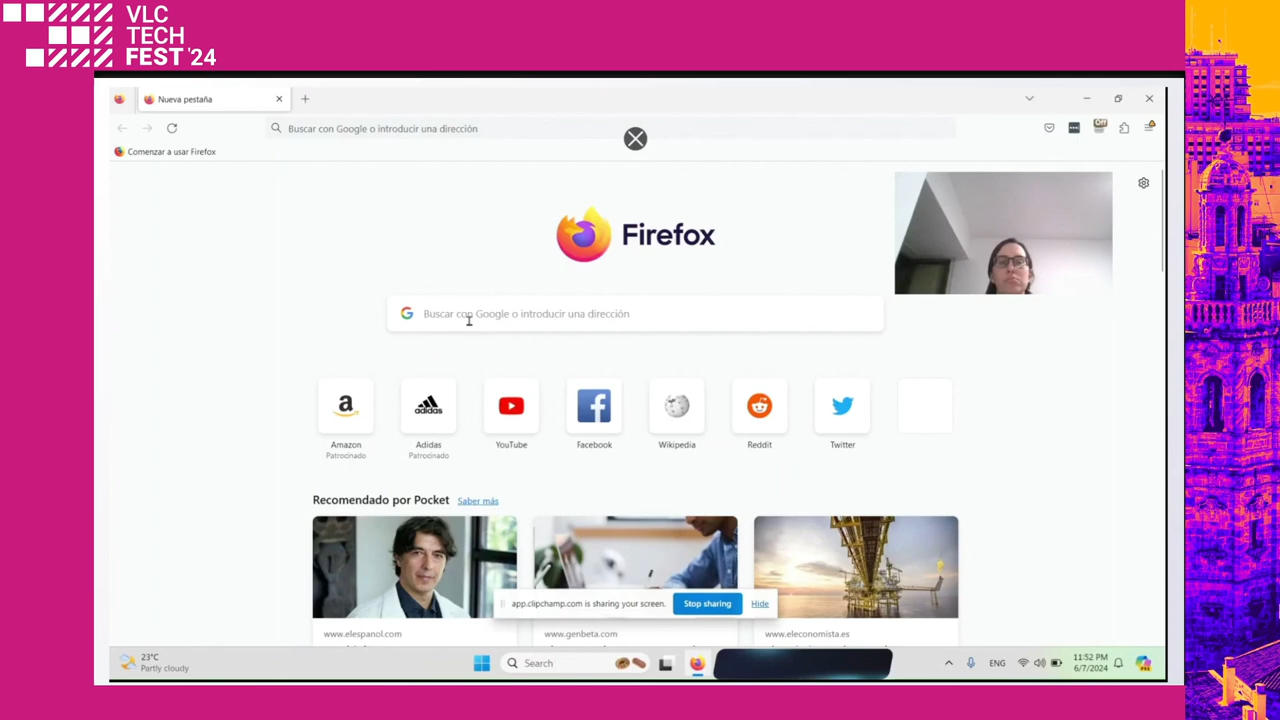 VLC
TECH
FEST '24
Nueva pestaña
Buscar con Google o introducir una dirección
Off
Comenzar a usar Firefox
Firefox
Buscar con Google o introducir una dirección
a
adidas
Amazon
Adidas
YouTube
Facebook
Wikipedia
Reddit
Twitter
Patrocinado
Patrocinado
Recomendado por Pocket Saber más
app.clipchamp.com is sharing your screen. Stop sharing Hide
www.elespanol.com
www.genbeta.com
www.eleconomista.es
23°C
Partly cloudy
Search
ENG
11:52 PM
6/7/2024
PRE